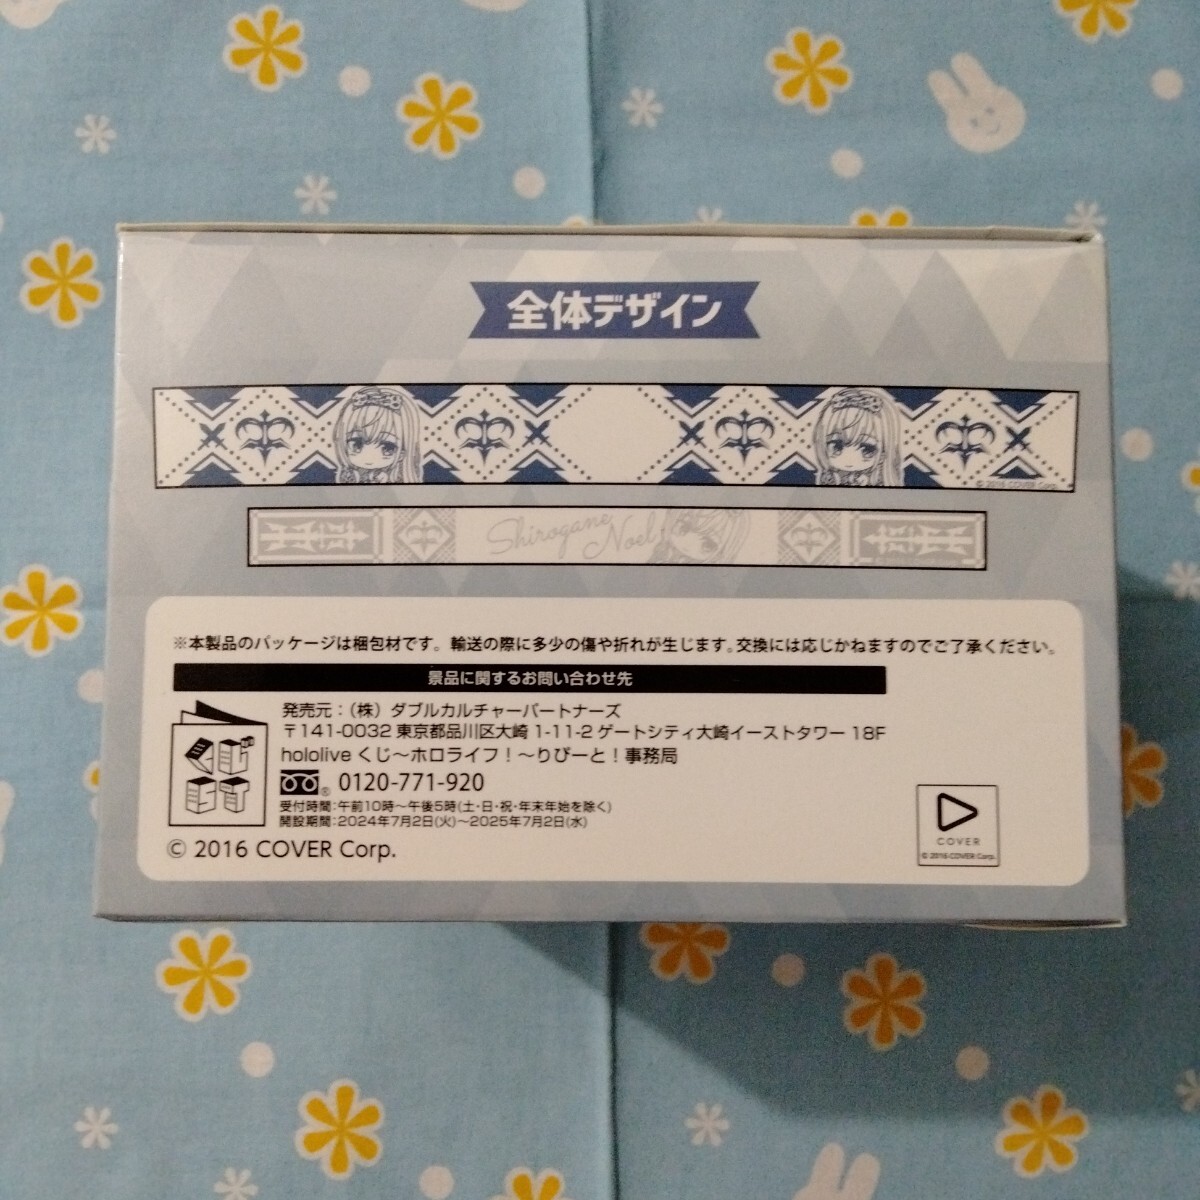 全体デザイン
© 2016 COVER Corp.
Shirogane Noel
※本製品のパッケージは梱包材です。輸送の際に多少の傷や折れが生じます。交換には応じかねますのでご了承ください。
景品に関するお問い合わせ先
発売元：（株）ダブルカルチャーパートナーズ
〒141-0032 東京都品川区大崎 1-11-2 ゲートシティ大崎イーストタワー 18F
hololive くじ〜ホロライフ！〜りぴーと！事務局
® 0120-771-920
受付時間：午前10時〜午後5時(土・日・祝・年末年始を除く)
開設期間：2024年7月2日(火)〜2025年7月2日(水)
© 2016 COVER Corp.
COVER
© 2016 COVER Corp.